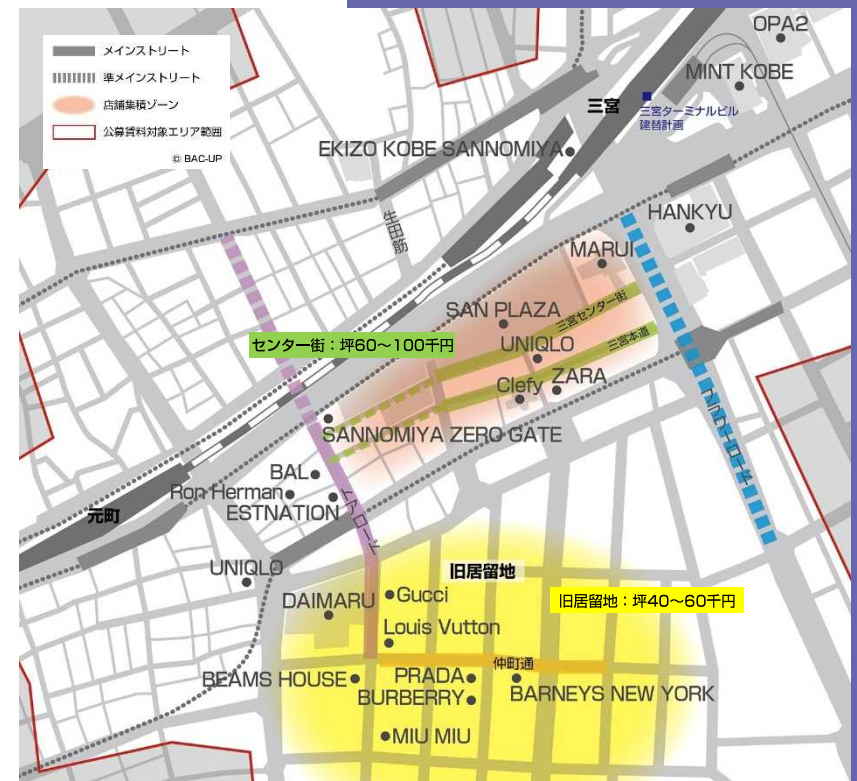 メインストリート
準メインストリート
店舗集積ゾーン
公募賃料対象エリア範囲
© BAC-UP
OPA2
MINT KOBE
三宮
三宮ターミナルビル
建替計画
EKIZO KOBE SANNOMIYA
生田筋
HANKYU
MARUI
SAN PLAZA
三宮センター街
センター街：坪60～100千円
UNIQLO
三宮本道
Clefy
ZARA
フラワーロード
SANNOMIYA ZERO GATE
BAL
Ron Herman
ESTNATION
トアロード
元町
UNIQLO
旧居留地
DAIMARU
Gucci
旧居留地：坪40～60千円
Louis Vutton
仲町通
BEAMS HOUSE
PRADA
BURBERRY
BARNEYS NEW YORK
MIU MIU